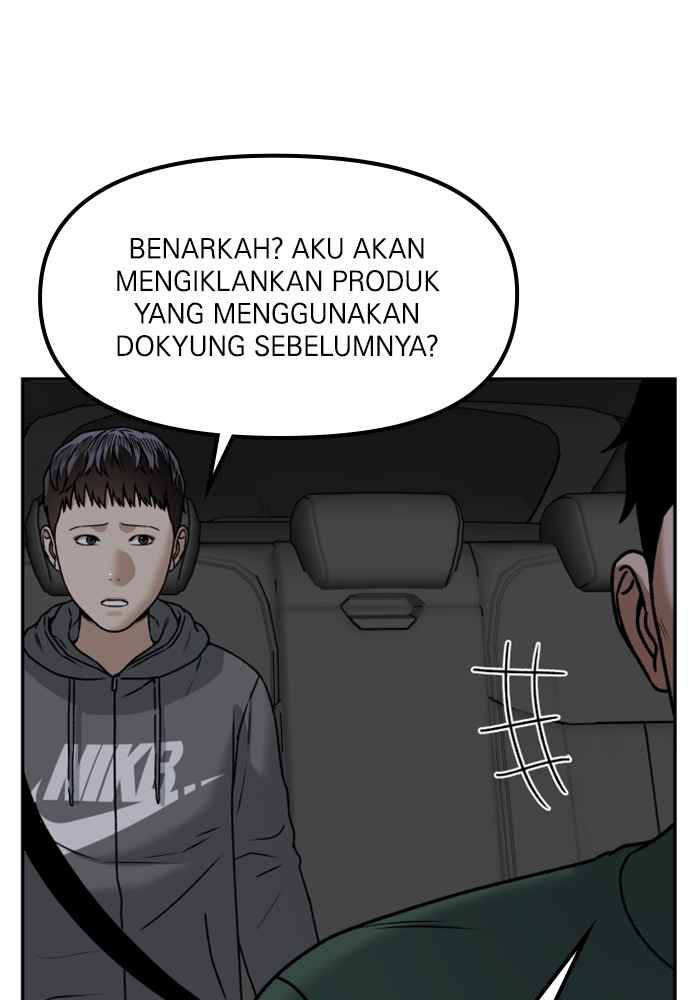 BENARKAH? AKU AKAN
MENGIKLANKAN PRODUK
YANG MENGGUNAKAN
DOKYUNG SEBELUMNYA?
NIKR